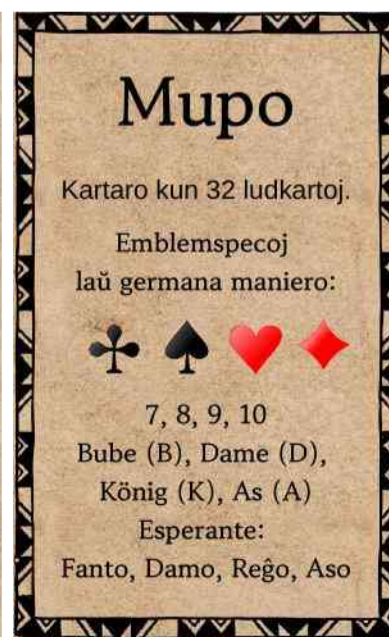 Mupo
Kartaro kun 32 ludkartoj.
Emblemspecoj
laŭ germana maniero:
♣ ♠ ♥ ♦
7, 8, 9, 10
Bube (B), Dame (D),
König (K), As (A)
Esperante:
Fanto, Damo, Reĝo, Aso